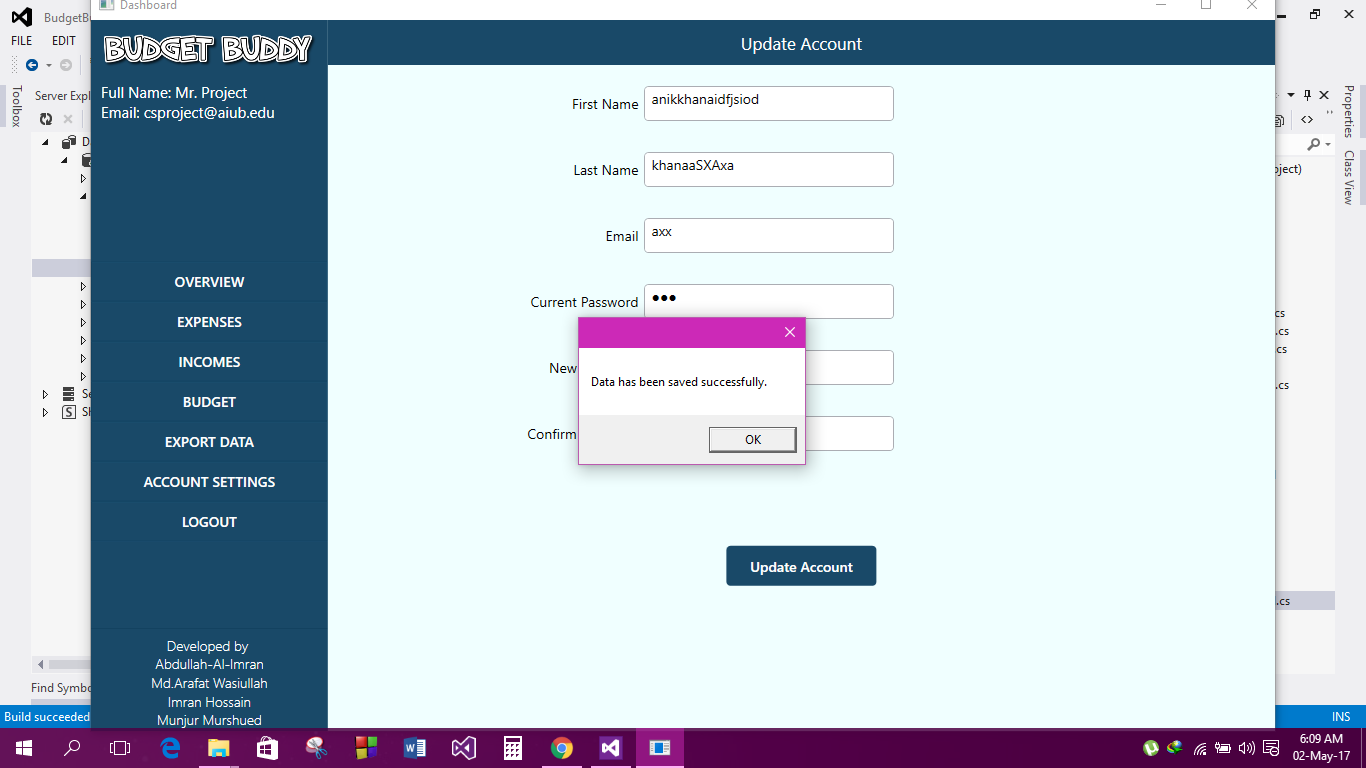 BudgetBu
Dashboard
FILE
EDIT
BUDGET BUDDY
Update Account
Full Name: Mr. Project
Email: csproject@aiub.edu
Toolbox
Server Expl
Properties
Class View
First Name
anikkhanaidfjsiod
Last Name
khanaaSXAxa
Email
axx
Current Password
New
Confirm
Data has been saved successfully.
OK
OVERVIEW
EXPENSES
INCOMES
BUDGET
EXPORT DATA
ACCOUNT SETTINGS
LOGOUT
Update Account
Developed by
Abdullah-Al-Imran
Md.Arafat Wasiullah
Imran Hossain
Munjur Murshued
D
Se
Sh
ject)
cs
.cs
cs
.cs
.cs
Find Symbo
Build succeeded
INS
6:09 AM
02-May-17